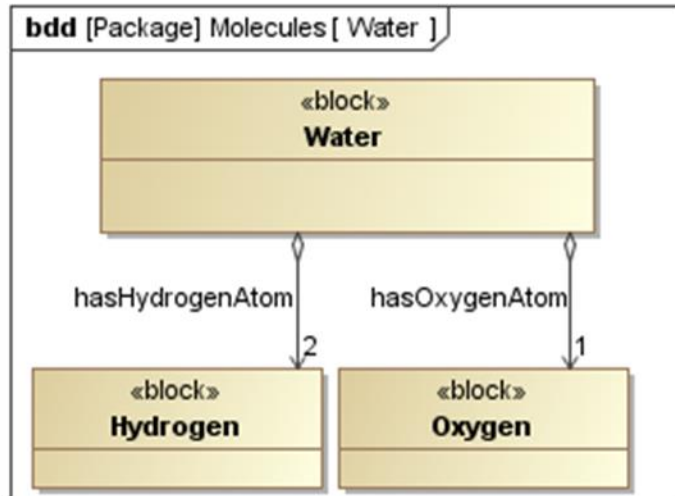 bdd [Package] Molecules [ Water ]
«block»
Water
hasHydrogenAtom
hasOxygenAtom
2
1
«block»
Hydrogen
«block»
Oxygen